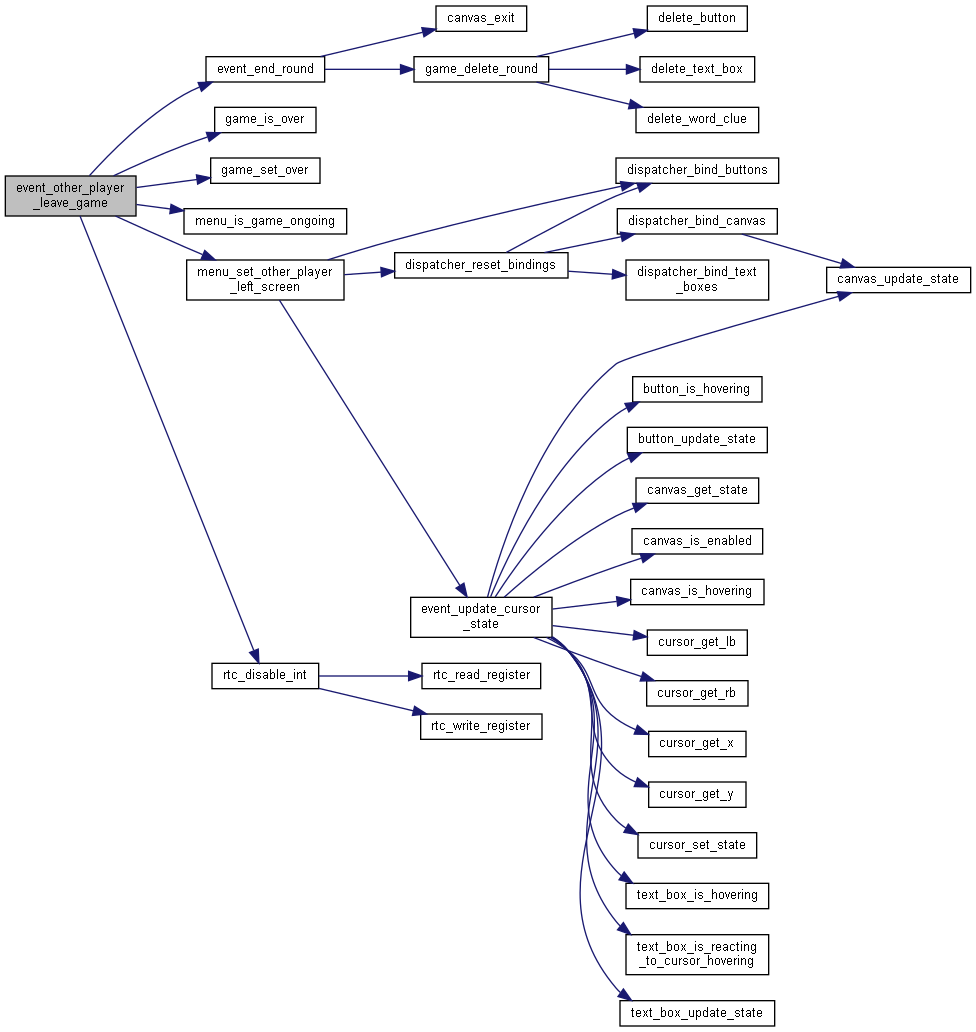 canvas_exit
delete_button
event_end_round
game_delete_round
delete_text_box
game_is_over
delete_word_clue
game_set_over
dispatcher_bind_buttons
event_other_player
_leave_game
menu_is_game_ongoing
dispatcher_bind_canvas
menu_set_other_player
_left_screen
dispatcher_reset_bindings
dispatcher_bind_text
_boxes
canvas_update_state
button_is_hovering
button_update_state
canvas_get_state
canvas_is_enabled
canvas_is_hovering
event_update_cursor
_state
cursor_get_lb
rtc_disable_int
rtc_read_register
cursor_get_rb
rtc_write_register
cursor_get_x
cursor_get_y
cursor_set_state
text_box_is_hovering
text_box_is_reacting
_to_cursor_hovering
text_box_update_state